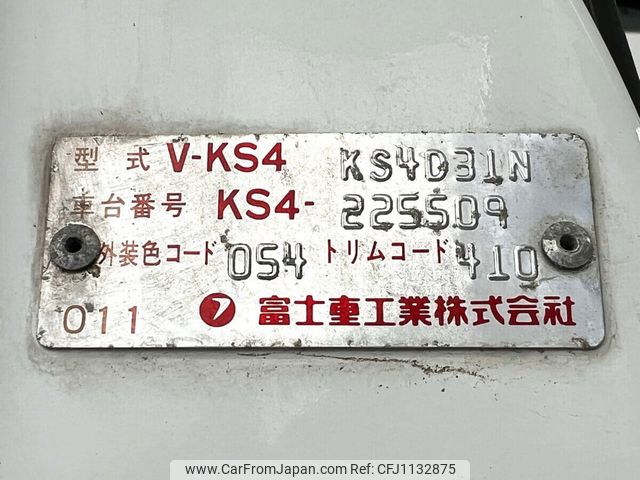 型式 V-KS4 KS4D31N
車台番号 KS4-225509
外装色コード 054 トリムコード 410
011 フ 富士重工業株式会社
www.CarFromJapan.com - CFJ1132875